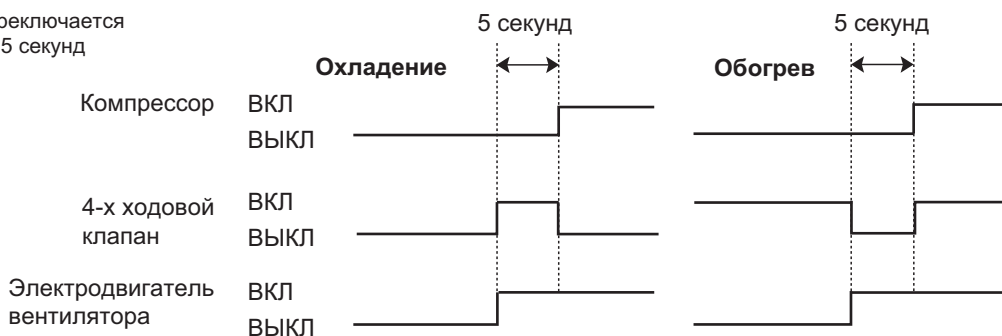 реключается
5 секунд
5 секунд
5 секунд
Охладение
Обогрев
Компрессор
ВКЛ
ВЫКЛ
4-х ходовой
клапан
ВКЛ
ВЫКЛ
Электродвигатель
вентилятора
ВКЛ
ВЫКЛ